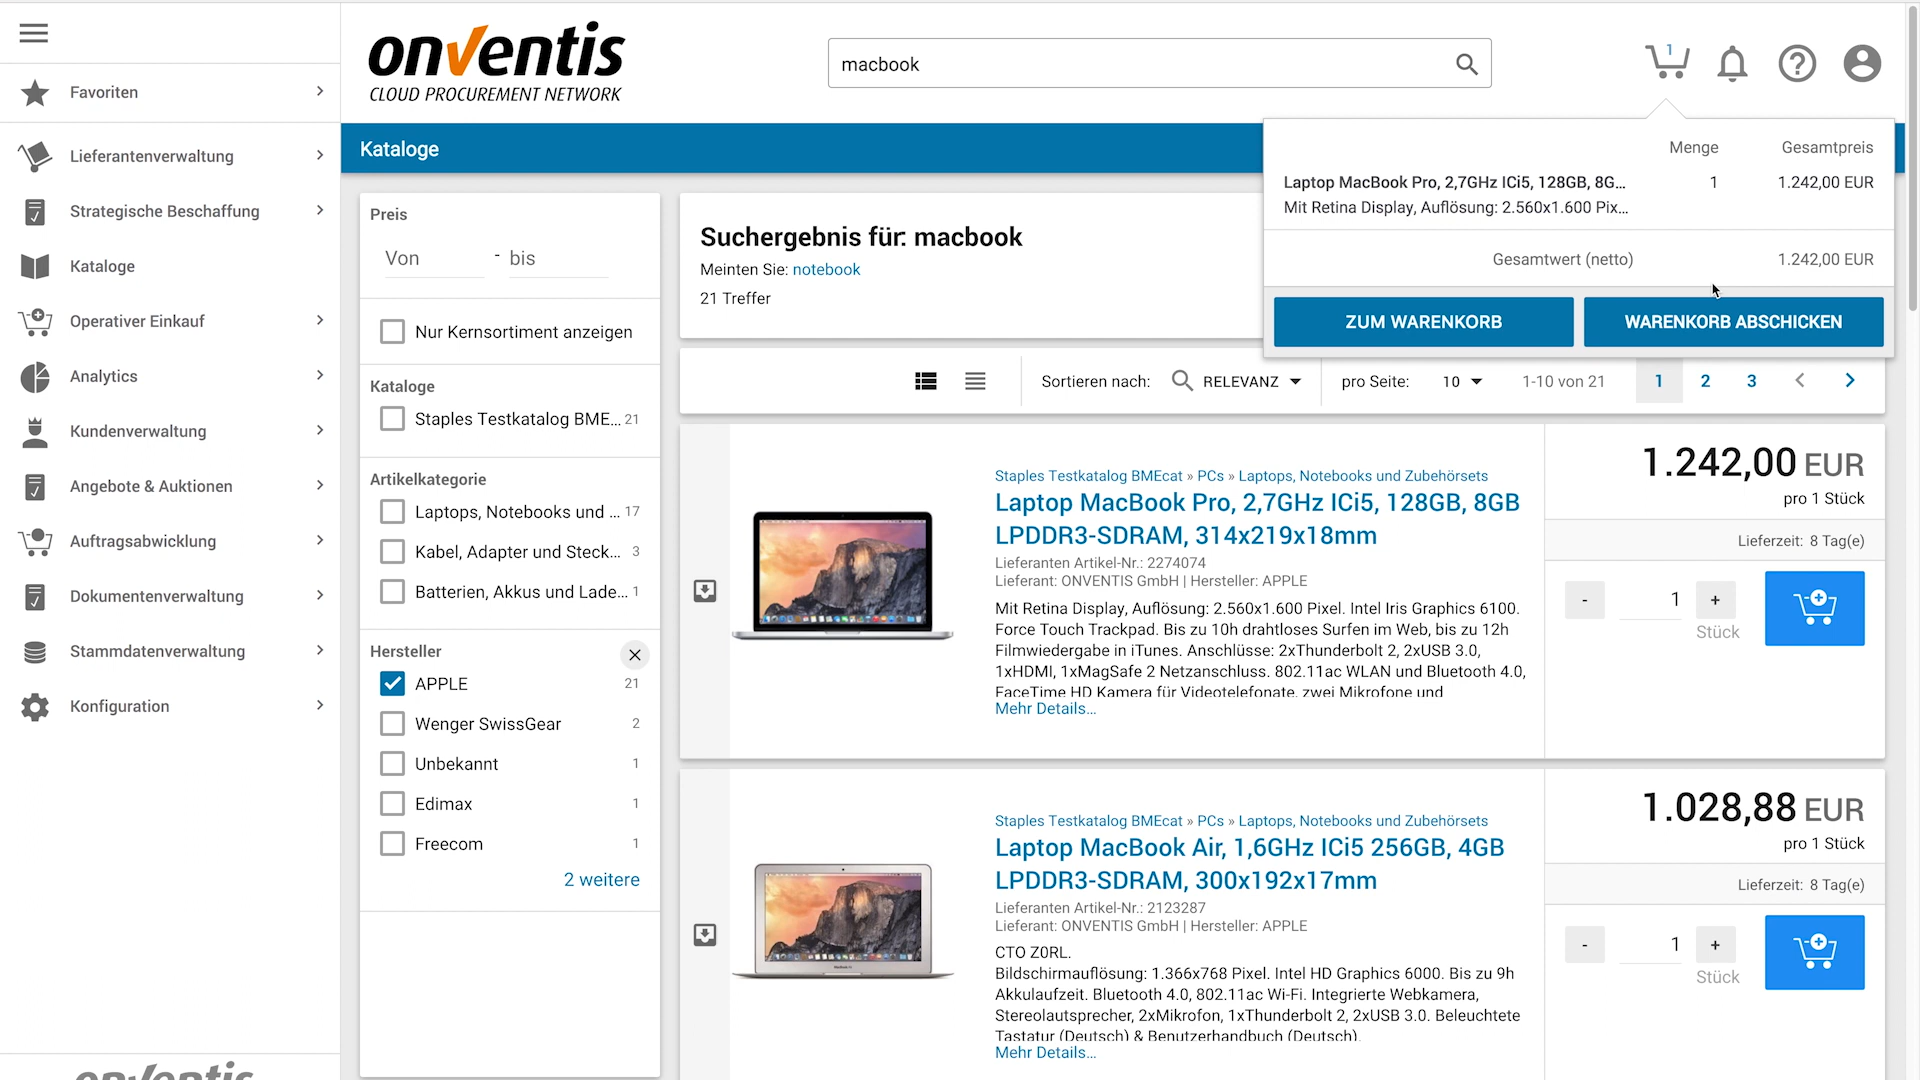 onventis
CLOUD PROCUREMENT NETWORK
macbook
1
Favoriten
Lieferantenverwaltung
Strategische Beschaffung
Kataloge
Operativer Einkauf
Analytics
Kundenverwaltung
Angebote & Auktionen
Auftragsabwicklung
Dokumentenverwaltung
Stammdatenverwaltung
Konfiguration
onventis
Kataloge
Menge Gesamtpreis
Laptop MacBook Pro, 2,7GHz ICi5, 128GB, 8G... 1 1.242,00 EUR
Mit Retina Display, Auflösung: 2.560x1.600 Pix...
Gesamtwert (netto) 1.242,00 EUR
ZUM WARENKORB WARENKORB ABSCHICKEN
Preis
Von - bis
Nur Kernsortiment anzeigen
Kataloge
Staples Testkatalog BME... 21
Artikelkategorie
Laptops, Notebooks und ... 17
Kabel, Adapter und Steck... 3
Batterien, Akkus und Lade... 1
Hersteller
APPLE 21
Wenger SwissGear 2
Unbekannt 1
Edimax 1
Freecom 1
2 weitere
Suchergebnis für: macbook
Meinten Sie: notebook
21 Treffer
Sortieren nach: RELEVANZ pro Seite: 10 1-10 von 21 1 2 3
Staples Testkatalog BMEcat » PCs » Laptops, Notebooks und Zubehörsets
Laptop MacBook Pro, 2,7GHz ICi5, 128GB, 8GB
LPDDR3-SDRAM, 314x219x18mm
Lieferanten Artikel-Nr.: 2274074
Lieferant: ONVENTIS GmbH | Hersteller: APPLE
Mit Retina Display, Auflösung: 2.560x1.600 Pixel. Intel Iris Graphics 6100.
Force Touch Trackpad. Bis zu 10h drahtloses Surfen im Web, bis zu 12h
Filmwiedergabe in iTunes. Anschlüsse: 2xThunderbolt 2, 2xUSB 3.0,
1xHDMI, 1xMagSafe 2 Netzanschluss. 802.11ac WLAN und Bluetooth 4.0,
FaceTime HD Kamera für Videotelefonate, zwei Mikrofone und
Mehr Details...
1.242,00 EUR
pro 1 Stück
Lieferzeit: 8 Tag(e)
- 1 +
Stück
Staples Testkatalog BMEcat » PCs » Laptops, Notebooks und Zubehörsets
Laptop MacBook Air, 1,6GHz ICi5 256GB, 4GB
LPDDR3-SDRAM, 300x192x17mm
Lieferanten Artikel-Nr.: 2123287
Lieferant: ONVENTIS GmbH | Hersteller: APPLE
CTO Z0RL.
Bildschirmauflösung: 1.366x768 Pixel. Intel HD Graphics 6000. Bis zu 9h
Akkulaufzeit. Bluetooth 4.0, 802.11ac Wi-Fi. Integrierte Webkamera,
Stereolautsprecher, 2xMikrofon, 1xThunderbolt 2, 2xUSB 3.0. Beleuchtete
Tastatur (Deutsch) & Benutzerhandbuch (Deutsch).
Mehr Details...
1.028,88 EUR
pro 1 Stück
Lieferzeit: 8 Tag(e)
- 1 +
Stück